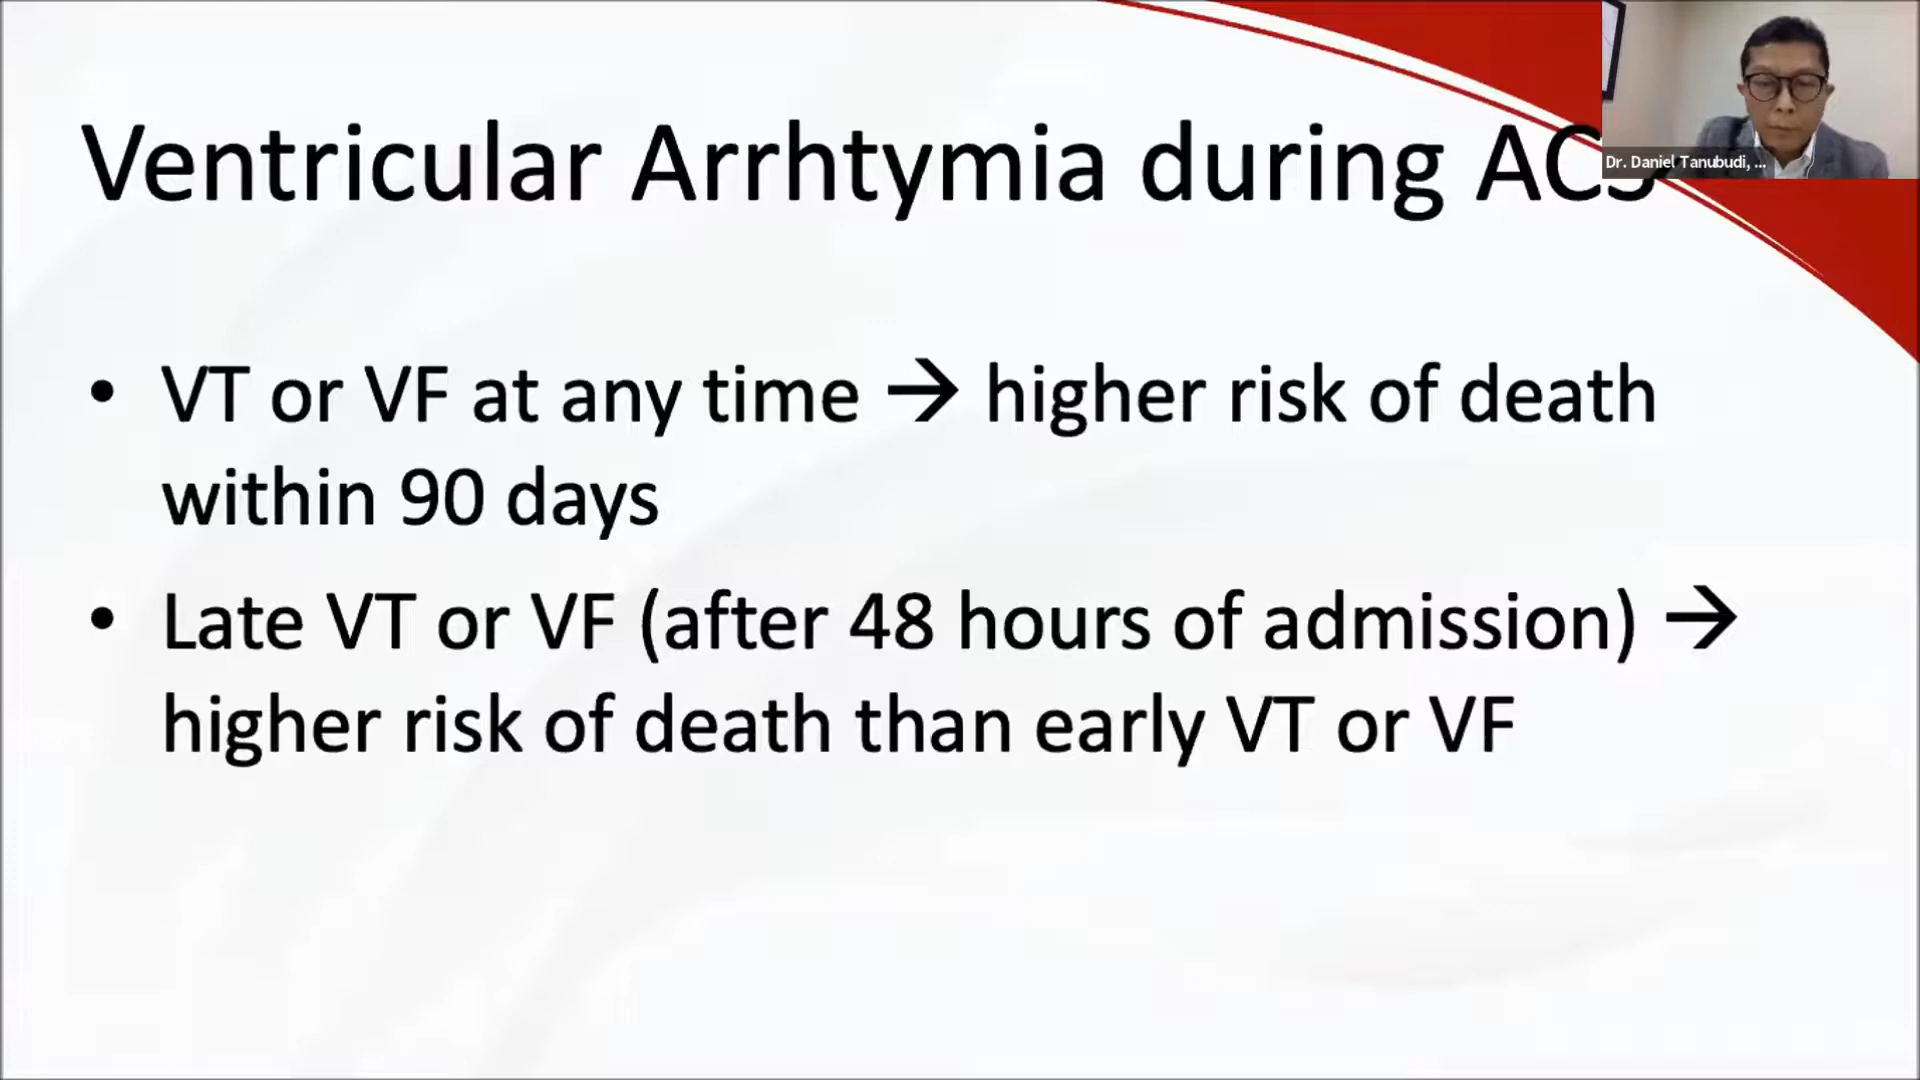 Ventricular Arrhtymia during ACS
Dr. Daniel Tanubudi, ...
• VT or VF at any time → higher risk of death
within 90 days
• Late VT or VF (after 48 hours of admission) →
higher risk of death than early VT or VF